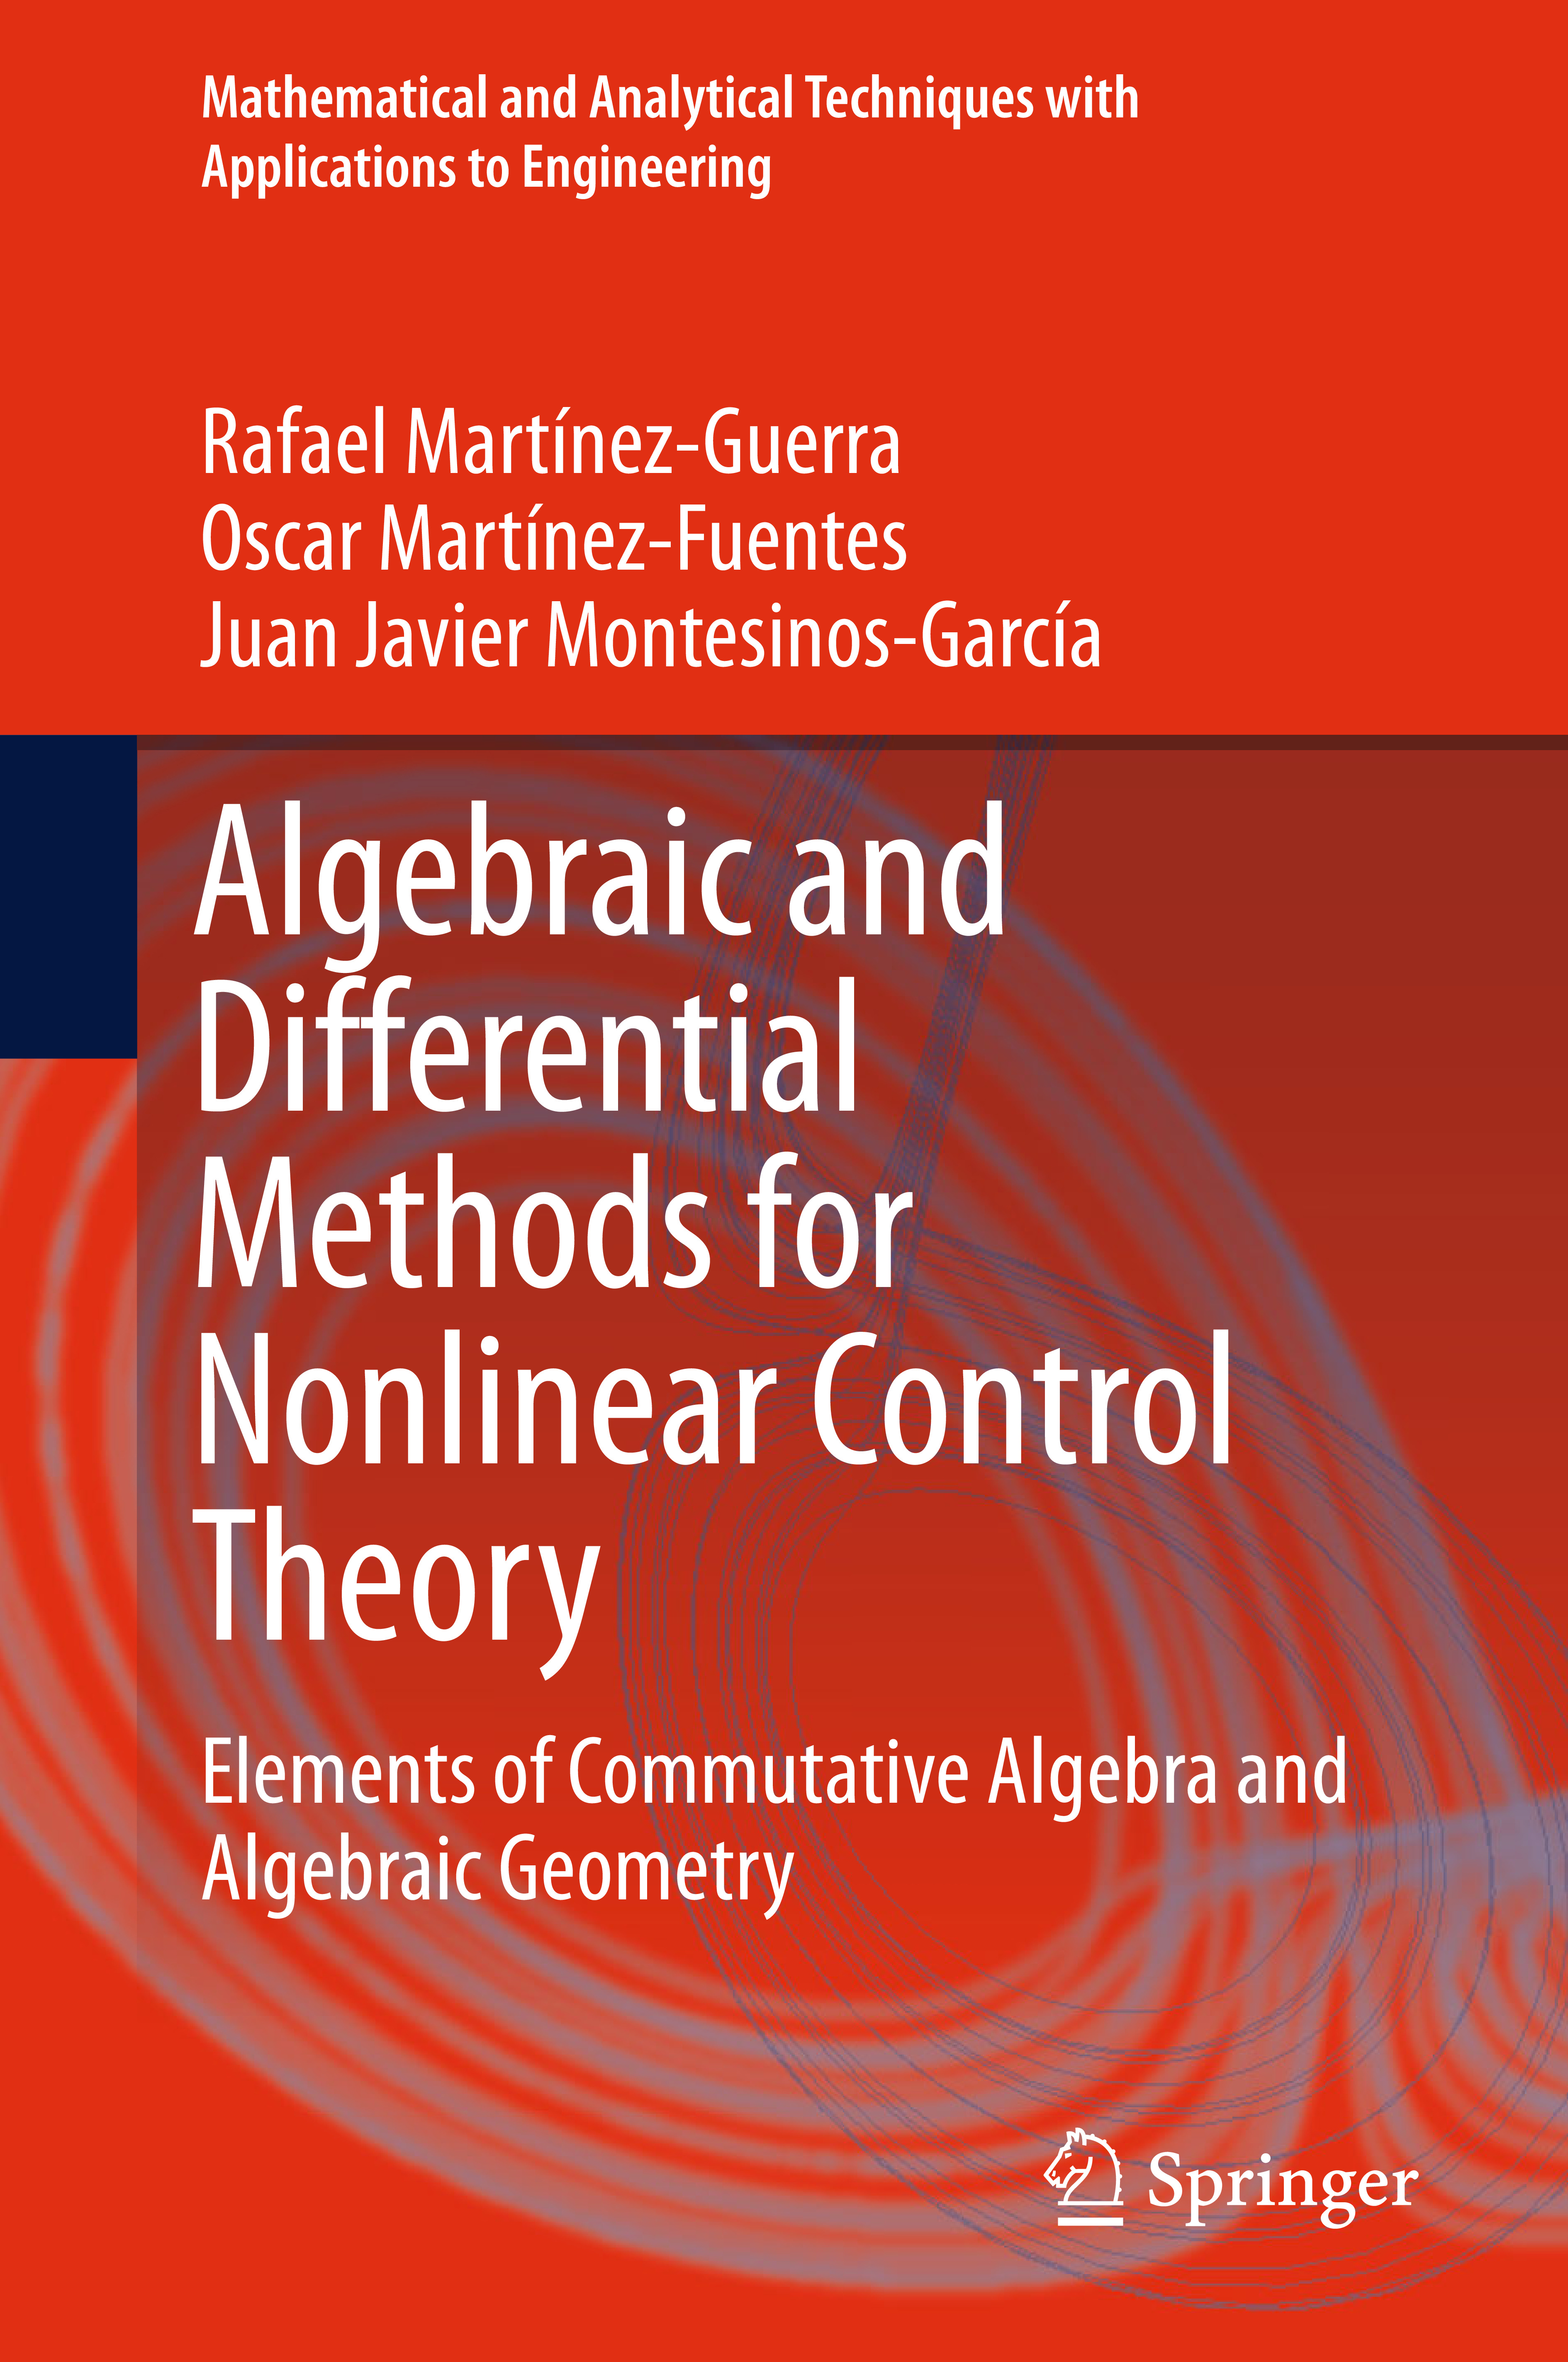 Mathematical and Analytical Techniques with
Applications to Engineering
Rafael Martínez-Guerra
Oscar Martínez-Fuentes
Juan Javier Montesinos-García
Algebraic and
Differential
Methods for
Nonlinear Control
Theory
Elements of Commutative Algebra and
Algebraic Geometry
Springer